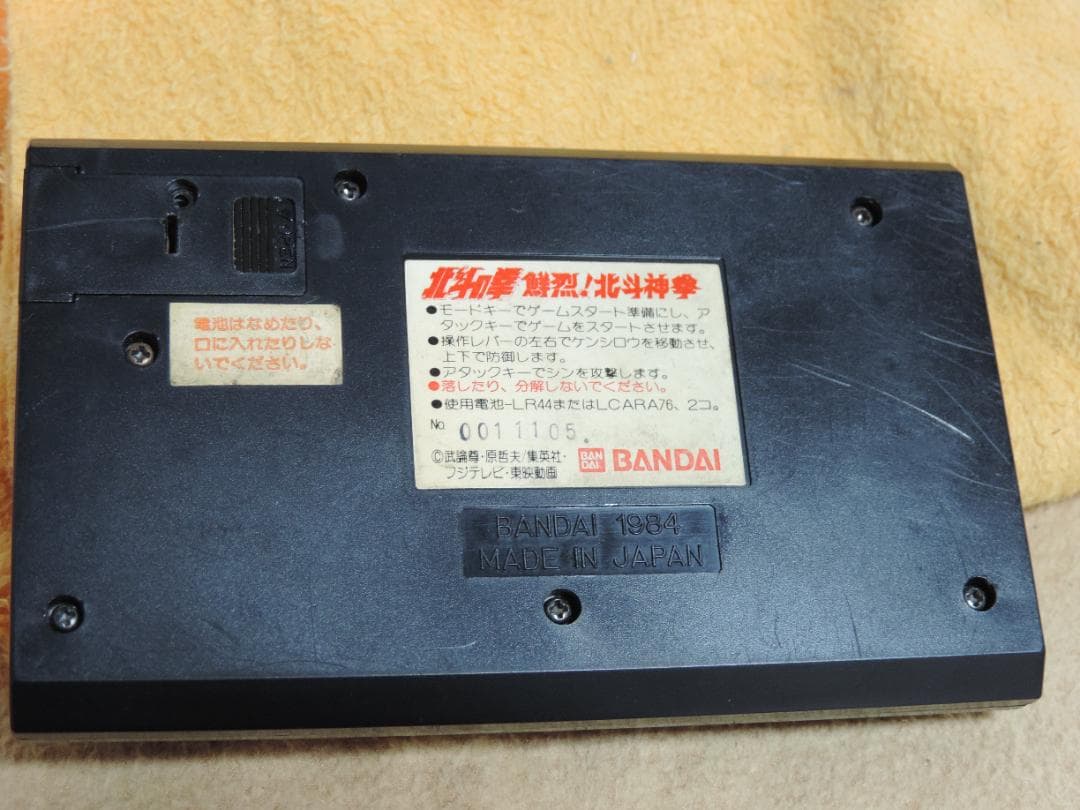 OPEN
電池はなめたり、
口に入れたりしな
いでください。
北斗の拳 鮮烈!北斗神拳
●モードキーでゲームスタート準備にし、ア
タックキーでゲームをスタートさせます。
●操作レバーの左右でケンシロウを移動させ、
上下で防御します。
●アタックキーでシンを攻撃します。
●落したり、分解しないでください。
●使用電池-LR44またはLCARA76、2コ。
No. 0011105
©武論尊・原哲夫/集英社・
フジテレビ・東映動画
BAN DAI BANDAI
BANDAI 1984
MADE IN JAPAN